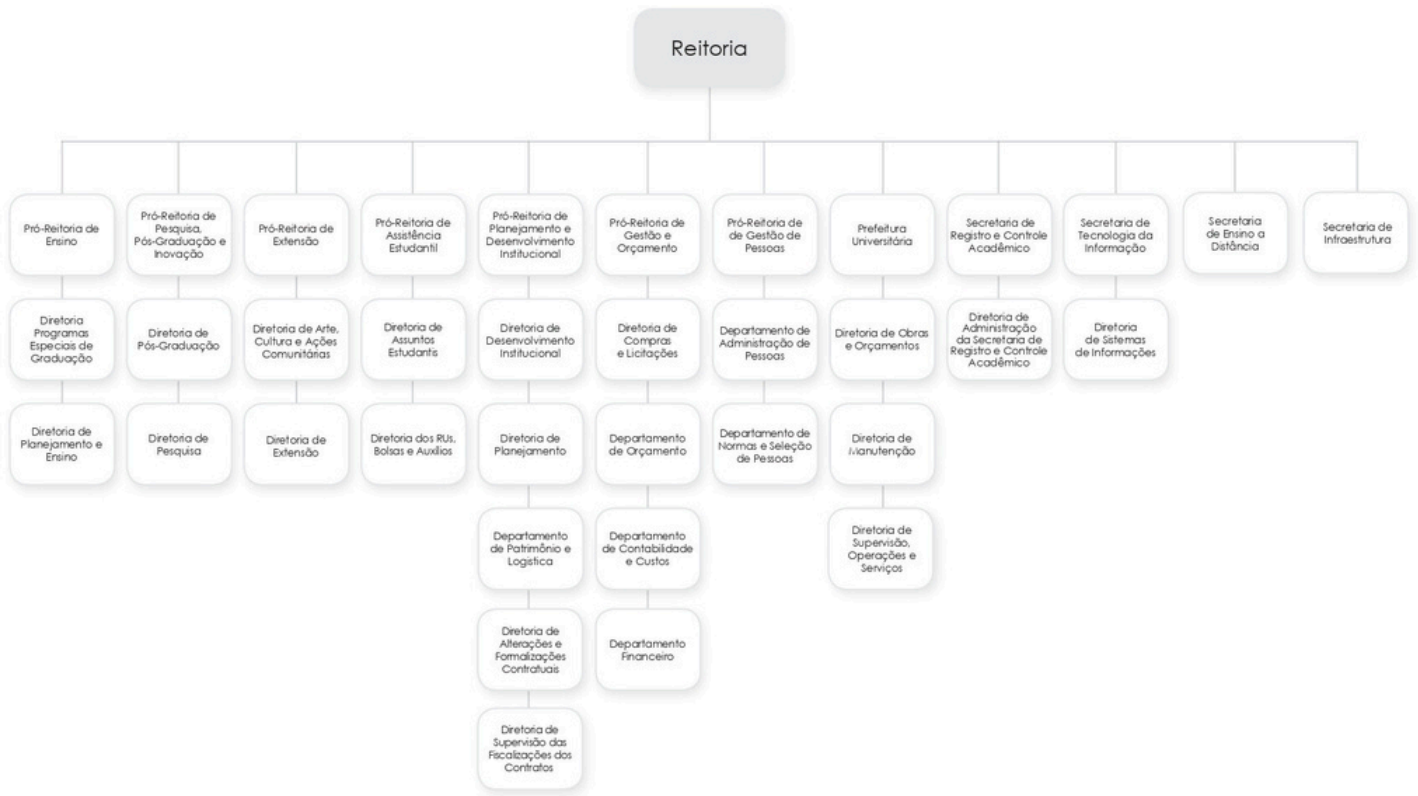 Reitoria
Pró-Reitoria de
Ensino
Pró-Reitoria de
Pesquisa,
Pós-Graduação e
Inovação
Pró-Reitoria de
Extensão
Pró-Reitoria de
Assistência
Estudantil
Pró-Reitoria de
Planejamento e
Desenvolvimento
Institucional
Pró-Reitoria de
Gestão e
Orçamento
Pró-Reitoria de
de Gestão de
Pessoas
Prefeitura
Universitária
Secretaria de
Registro e Controle
Acadêmico
Secretaria de
Tecnologia da
Informação
Secretaria
de Ensino a
Distância
Secretaria de
Infraestrutura
Diretoria
Programas
Especiais de
Graduação
Diretoria de
Pós-Graduação
Diretoria de Arte,
Cultura e Ações
Comunitárias
Diretoria de
Assuntos
Estudantis
Diretoria de
Desenvolvimento
Institucional
Diretoria de
Compras
e Licitações
Departamento de
Administração de
Pessoas
Diretoria de Obras
e Orçamentos
Diretoria de
Administração
da Secretaria de
Registro e Controle
Acadêmico
Diretoria
de Sistemas
de Informações
Diretoria de
Planejamento e
Ensino
Diretoria de
Pesquisa
Diretoria de
Extensão
Diretoria dos RUs,
Bolsas e Auxílios
Diretoria de
Planejamento
Departamento
de Orçamento
Departamento de
Normas e Seleção
de Pessoas
Diretoria de
Manutenção
Departamento
de Patrimônio e
Logistica
Departamento
de Contabilidade
e Custos
Diretoria de
Supervisão,
Operações e
Serviços
Diretoria de
Alterações e
Formalizações
Contratuais
Departamento
Financeiro
Diretoria de
Supervisão das
Fiscalizações dos
Contratos